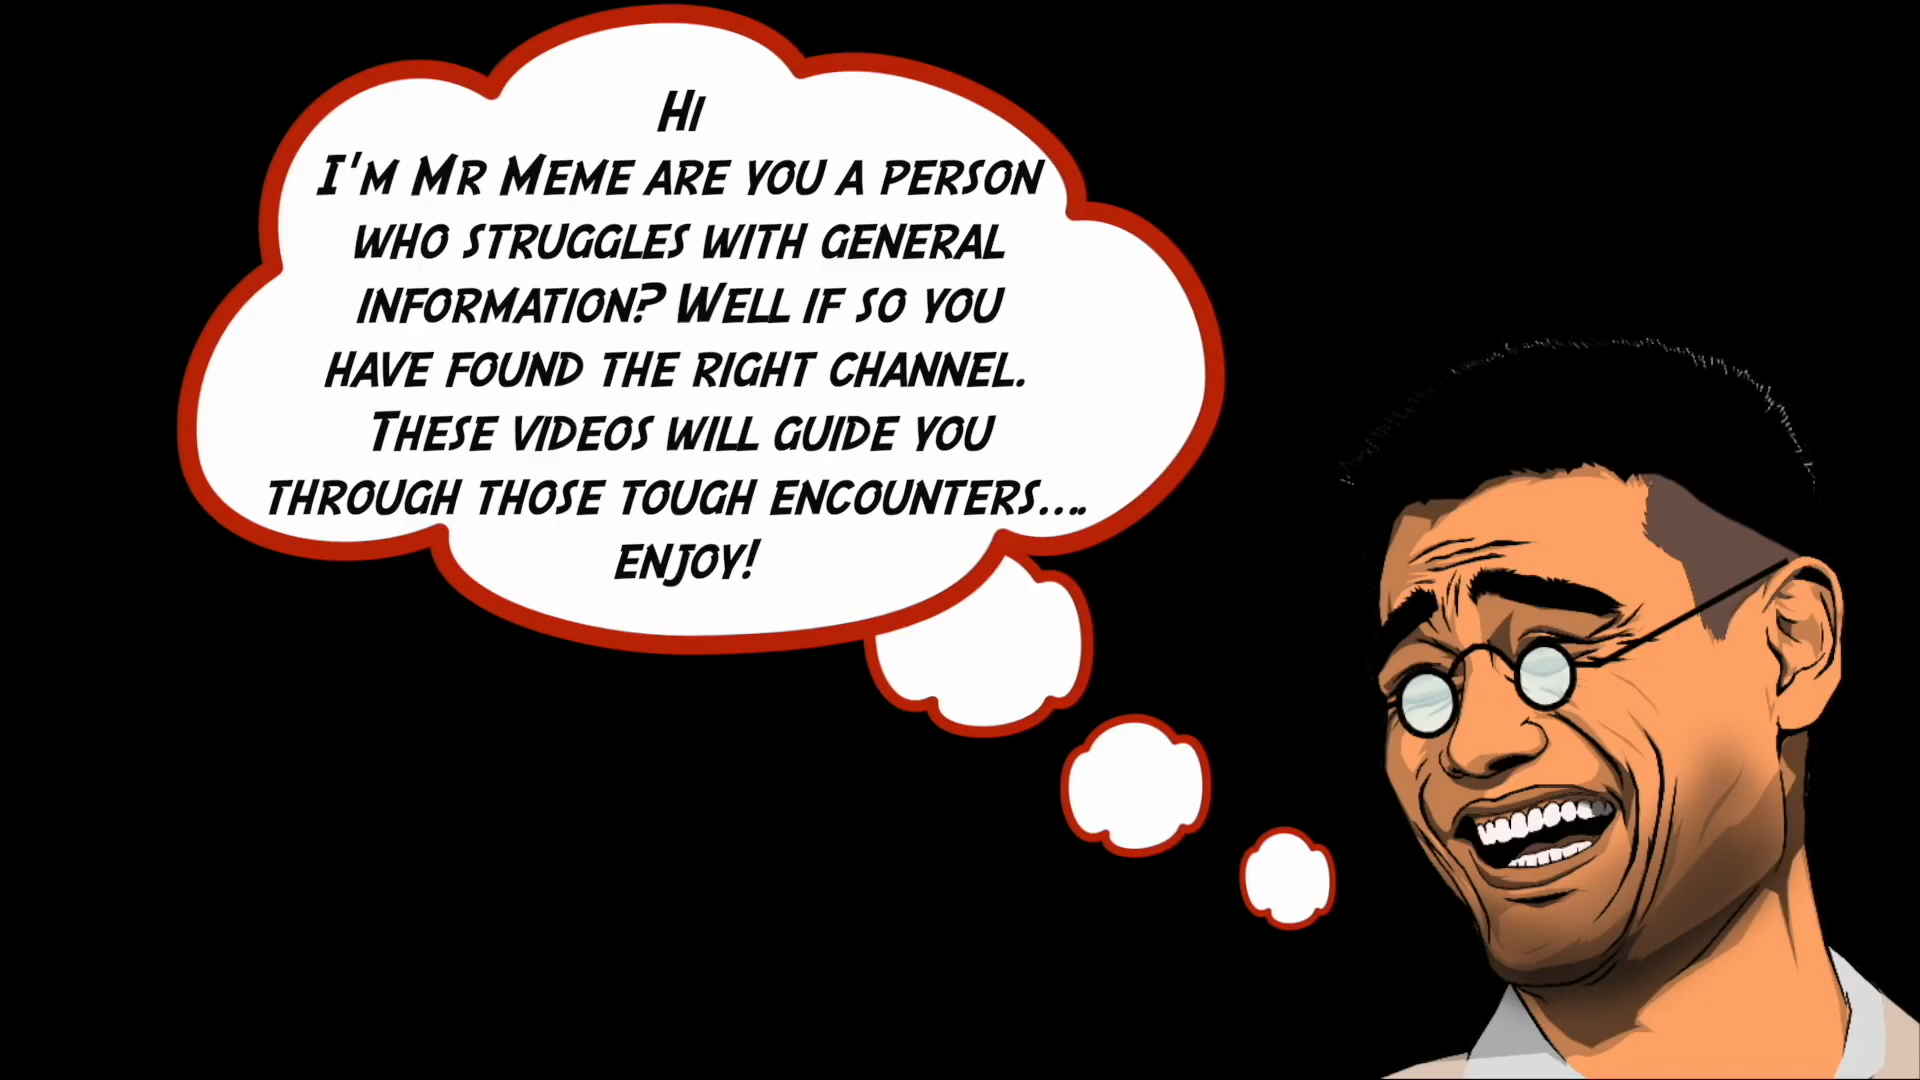 Hi
I'm Mr Meme are you a person
who struggles with general
information? Well if so you
have found the right channel.
These videos will guide you
through those tough encounters....
enjoy!